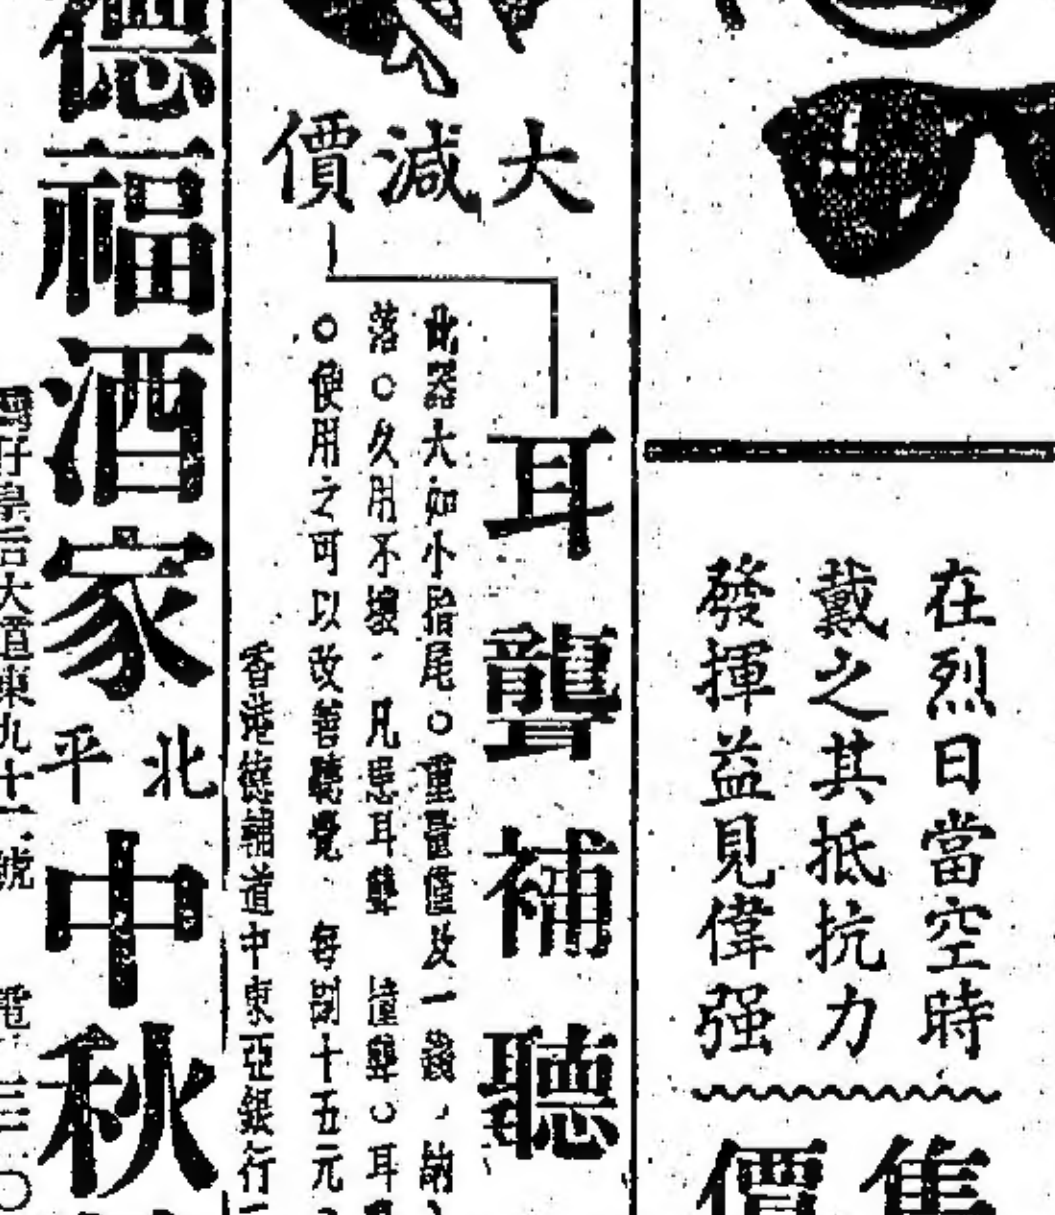 在烈日當空時
戴之其抵抗力
發揮益見偉强
售價
大減價
耳聾補聽
此器大如小指尾○重量僅及一錢
落○久用不壞 凡患耳聾
○使用之可以改善聽覺 每副十五元
香港德輔道中東亞銀行
德福酒家
北平
中秋
皇后大道東九十一號 電 三 〇